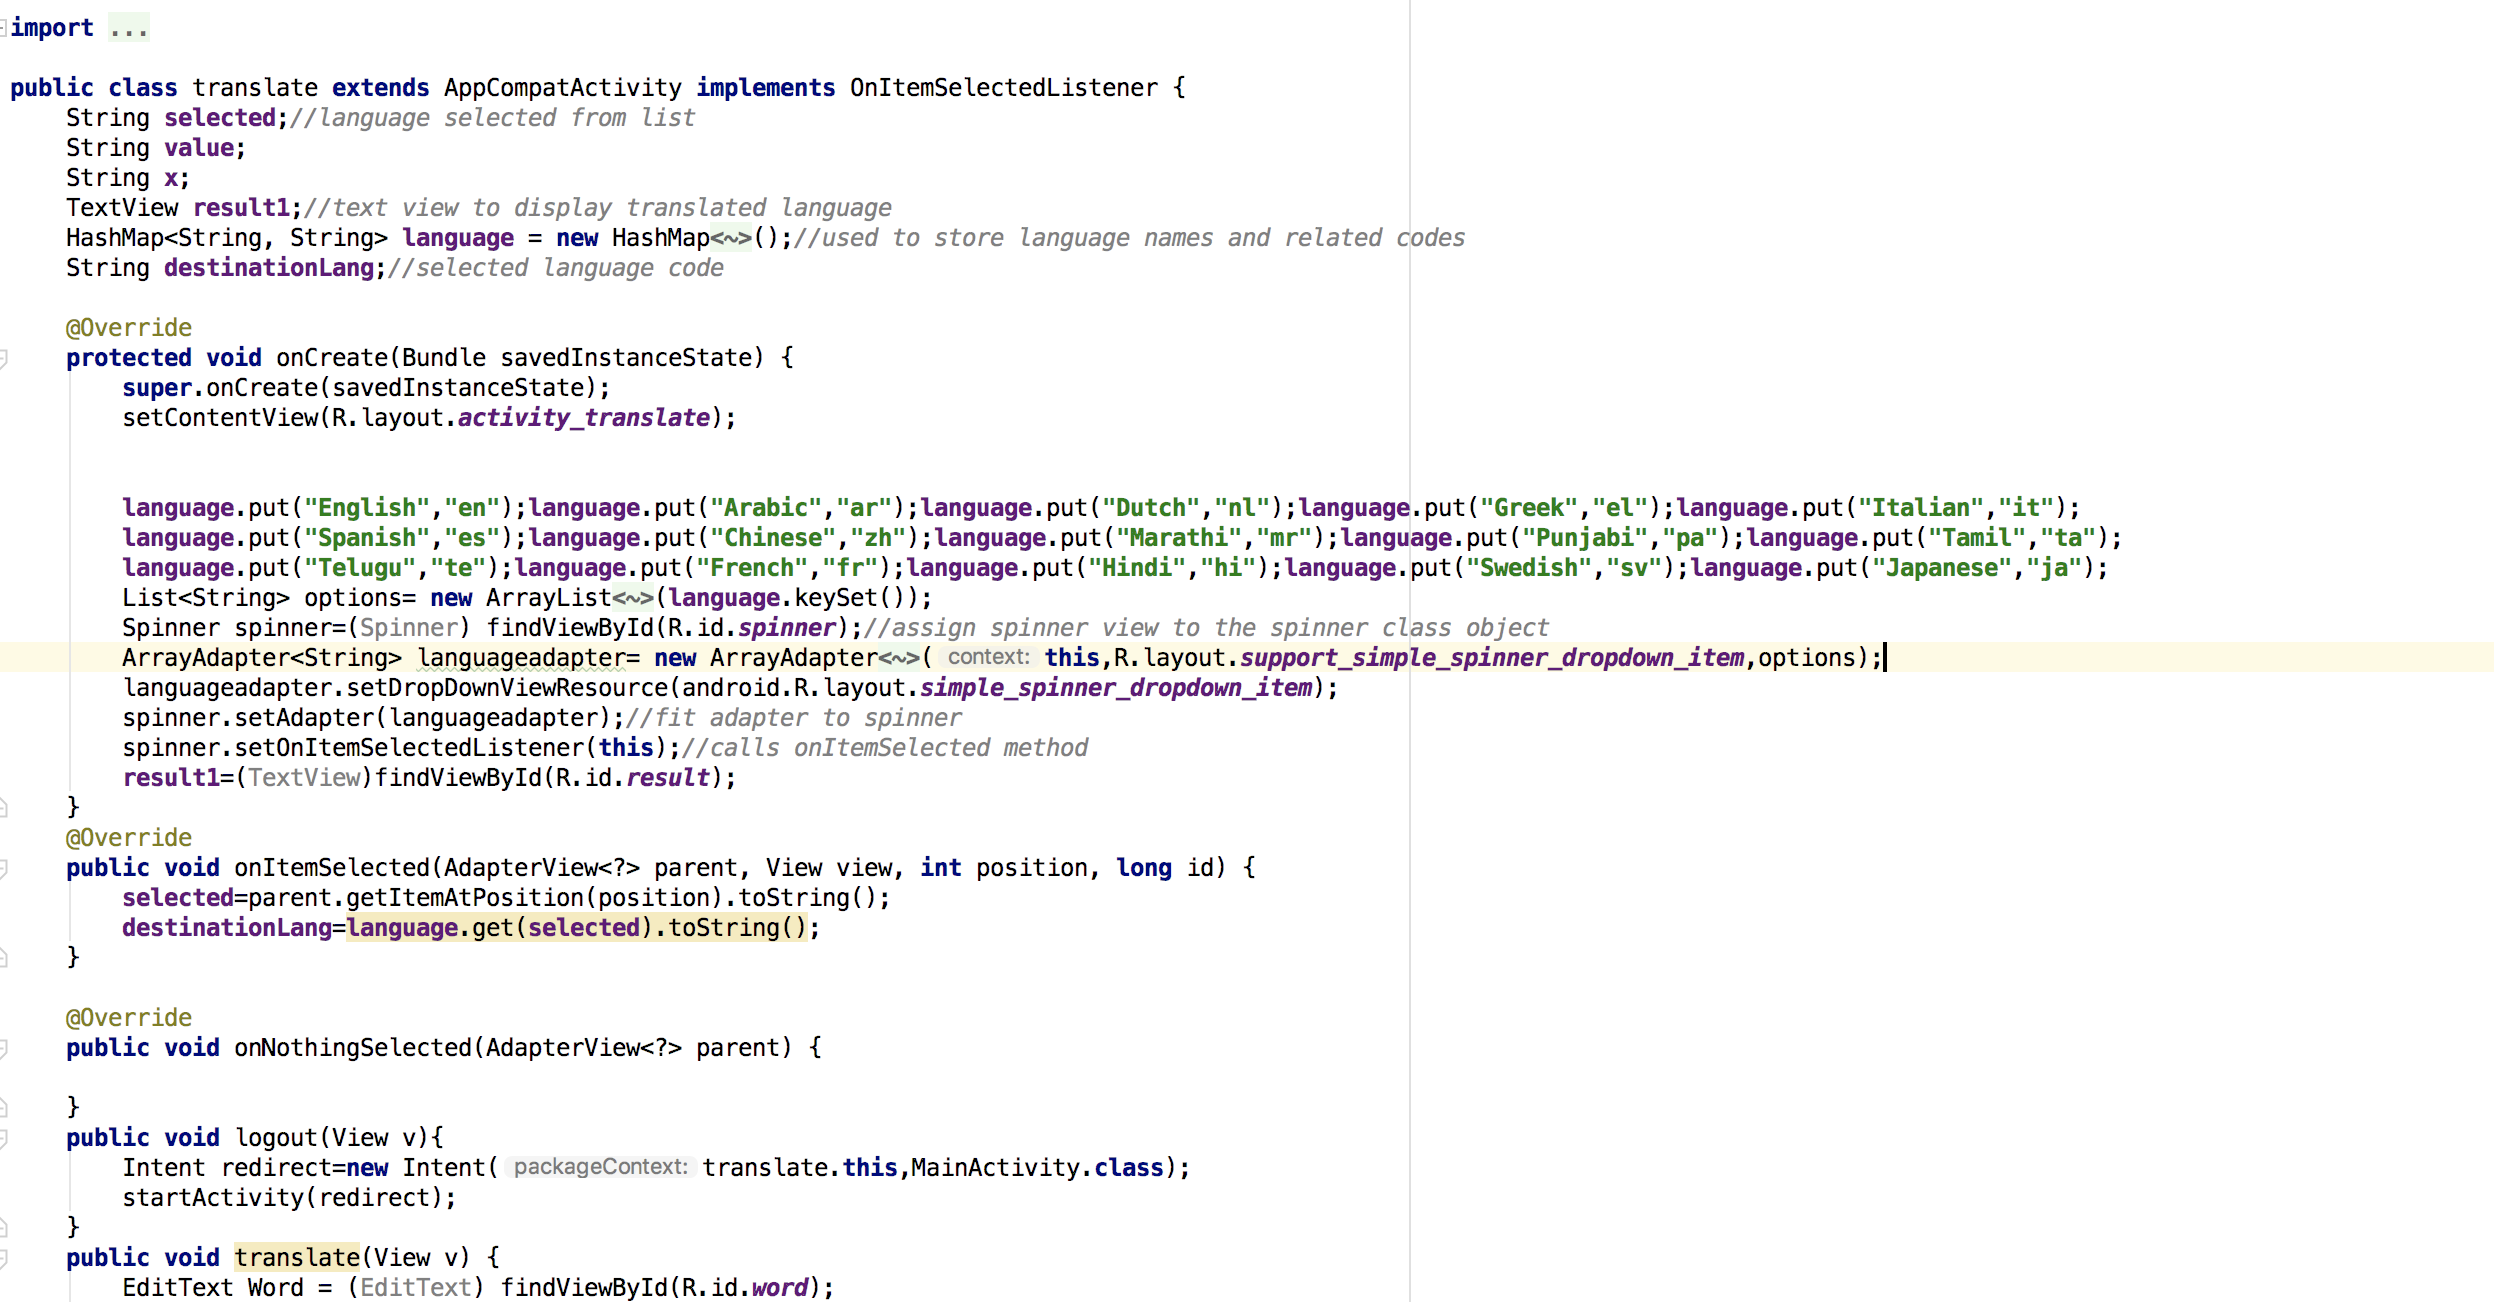 import ...
public class translate extends AppCompatActivity implements OnItemSelectedListener {
String selected;//language selected from list
String value;
String x;
TextView result1;//text view to display translated language
HashMap<String, String> language = new HashMap<~>();//used to store language names and related codes
String destinationLang;//selected language code
@Override
protected void onCreate(Bundle savedInstanceState) {
super.onCreate(savedInstanceState);
setContentView(R.layout.activity_translate);
language.put("English","en");language.put("Arabic","ar");language.put("Dutch","nl");language.put("Greek","el");language.put("Italian","it");
language.put("Spanish","es");language.put("Chinese","zh");language.put("Marathi","mr");language.put("Punjabi","pa");language.put("Tamil","ta");
language.put("Telugu","te");language.put("French","fr");language.put("Hindi","hi");language.put("Swedish","sv");language.put("Japanese","ja");
List<String> options= new ArrayList<~>(language.keySet());
Spinner spinner=(Spinner) findViewById(R.id.spinner);//assign spinner view to the spinner class object
ArrayAdapter<String> languageadapter= new ArrayAdapter<~>( context: this,R.layout.support_simple_spinner_dropdown_item,options);
languageadapter.setDropDownViewResource(android.R.layout.simple_spinner_dropdown_item);
spinner.setAdapter(languageadapter);//fit adapter to spinner
spinner.setOnItemSelectedListener(this);//calls onItemSelected method
result1=(TextView)findViewById(R.id.result);
}
@Override
public void onItemSelected(AdapterView<?> parent, View view, int position, long id) {
selected=parent.getItemAtPosition(position).toString();
destinationLang=language.get(selected).toString();
}
@Override
public void onNothingSelected(AdapterView<?> parent) {
}
public void logout(View v){
Intent redirect=new Intent( packageContext: translate.this,MainActivity.class);
startActivity(redirect);
}
public void translate(View v) {
EditText Word = (EditText) findViewById(R.id.word);